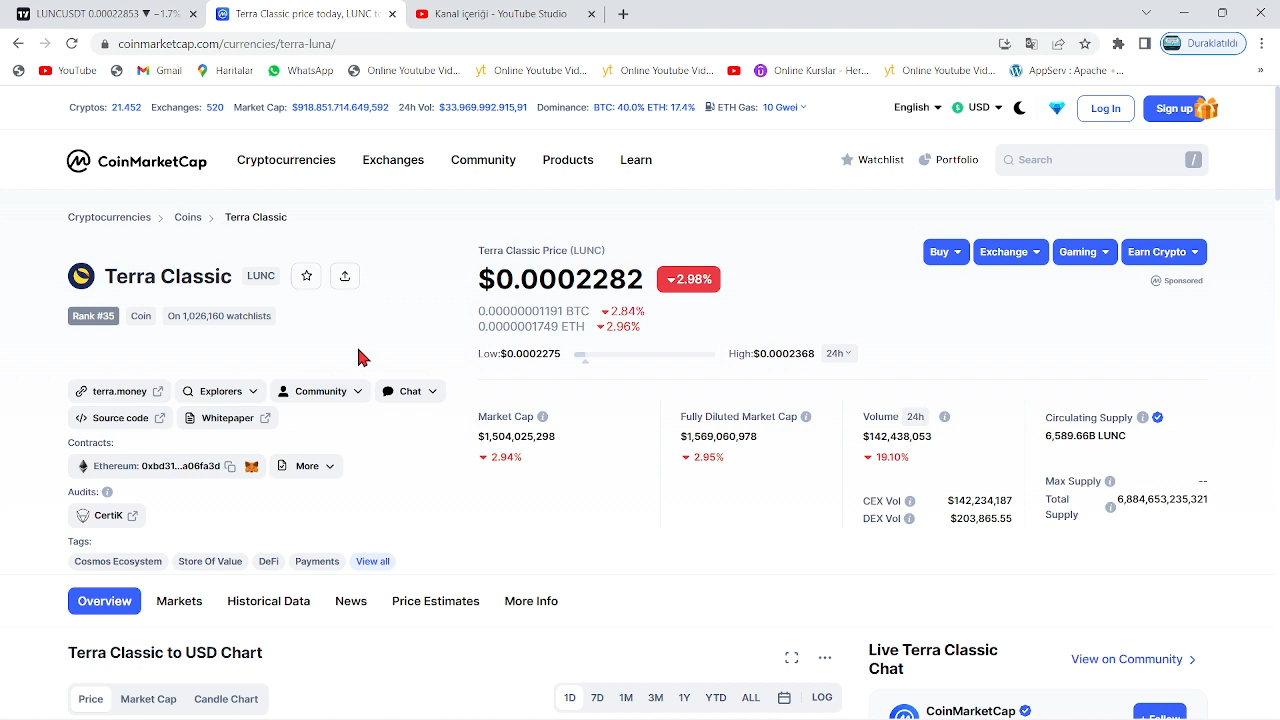 LUNCUSDT 0.00022853 ▼ −1.7%
Terra Classic price today, LUNC to
Kanal içeriği - YouTube Studio
coinmarketcap.com/currencies/terra-luna/
Duraklatıldı
YouTube
Gmail
Haritalar
WhatsApp
Online Youtube Vid...
Online Youtube Vid...
Online Youtube Vid...
Online Kurslar - Her...
Online Youtube Vid...
AppServ : Apache +...
»
Cryptos: 21.452 Exchanges: 520 Market Cap: $918.851.714.649,592 24h Vol: $33.969.992.915,91 Dominance: BTC: 40.0% ETH: 17.4% ETH Gas: 10 Gwei
English USD Log In Sign up
CoinMarketCap
Cryptocurrencies Exchanges Community Products Learn
Watchlist Portfolio Search /
Cryptocurrencies > Coins > Terra Classic
Terra Classic LUNC
Rank #35 Coin On 1,026,160 watchlists
terra.money Explorers Community Chat
Source code Whitepaper
Contracts:
Ethereum: 0xbd31...a06fa3d More
Audits:
CertiK
Tags:
Cosmos Ecosystem Store Of Value DeFi Payments View all
Terra Classic Price (LUNC)
$0.0002282 2.98%
0.00000001191 BTC 2.84%
0.0000001749 ETH 2.96%
Low:$0.0002275 High:$0.0002368 24h
Buy Exchange Gaming Earn Crypto
Sponsored
Market Cap
$1,504,025,298
2.94%
Fully Diluted Market Cap
$1,569,060,978
2.95%
Volume 24h
$142,438,053
19.10%
CEX Vol $142,234,187
DEX Vol $203,865.55
Circulating Supply
6,589.66B LUNC
Max Supply --
Total Supply 6,884,653,235,321
Overview Markets Historical Data News Price Estimates More Info
Terra Classic to USD Chart
Price Market Cap Candle Chart
1D 7D 1M 3M 1Y YTD ALL LOG
Live Terra Classic
Chat
View on Community >
CoinMarketCap
+ Follow